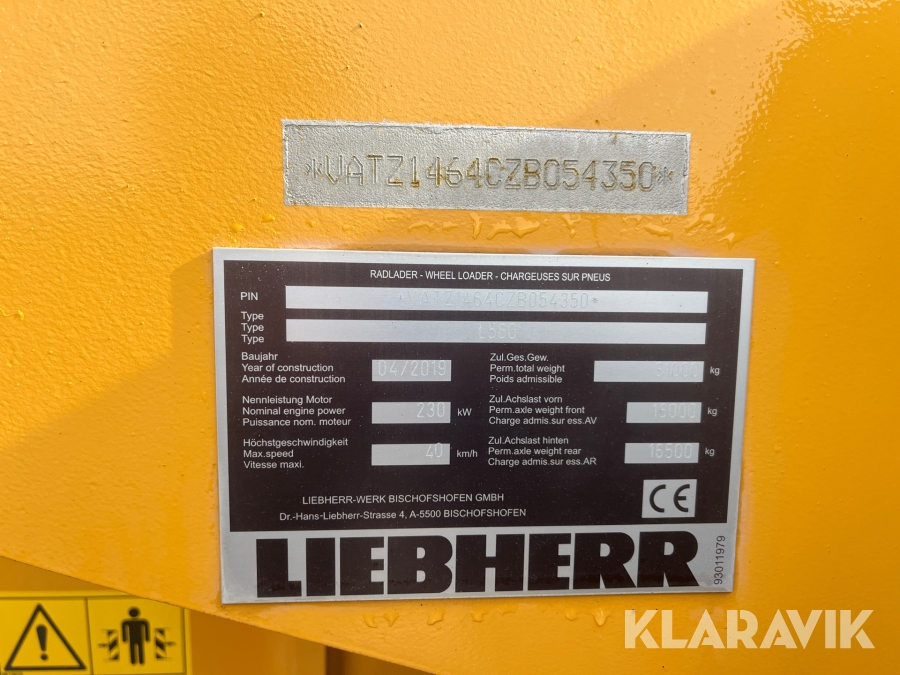 *VATZ1464CZB054350*
RADLADER - WHEEL LOADER - CHARGEUSES SUR PNEUS
PIN *VATZ1464CZB054350*
Type
Type
Type
Baujahr
Year of construction 04/2019
Année de construction
Zul.Ges.Gew.
Perm.total weight kg
Poids admissible
Nennleistung Motor
Nominal engine power 230 kW
Puissance nom. moteur
Zul.Achslast vorn
Perm.axle weight front 15000 kg
Charge admis.sur ess.AV
Höchstgeschwindigkeit
Max.speed 40 km/h
Vitesse maxi.
Zul.Achslast hinten
Perm.axle weight rear 16500 kg
Charge admis.sur ess.AR
LIEBHERR-WERK BISCHOFSHOFEN GMBH
Dr.-Hans-Liebherr-Strasse 4, A-5500 BISCHOFSHOFEN
CE
LIEBHERR
93011979
KLARAVIK